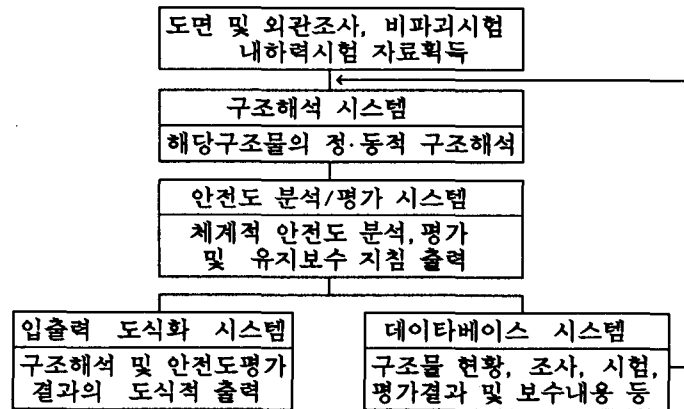 도면 및 외관조사, 비파괴시험
내하력시험 자료획득
구조해석 시스템
해당구조물의 정·동적 구조해석
안전도 분석/평가 시스템
체계적 안전도 분석, 평가
및 유지보수 지침 출력
입출력 도식화 시스템
구조해석 및 안전도평가
결과의 도식적 출력
데이타베이스 시스템
구조물 현황, 조사, 시험,
평가결과 및 보수내용 등